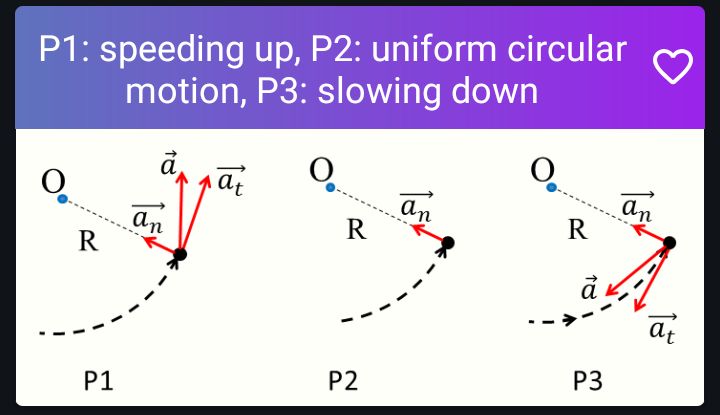 P1: speeding up, P2: uniform circular
motion, P3: slowing down
O
R
$\overrightarrow{a_n}$
$\vec{a}$
$\overrightarrow{a_t}$
P1
O
R
$\overrightarrow{a_n}$
P2
O
R
$\overrightarrow{a_n}$
$\vec{a}$
$\overrightarrow{a_t}$
P3